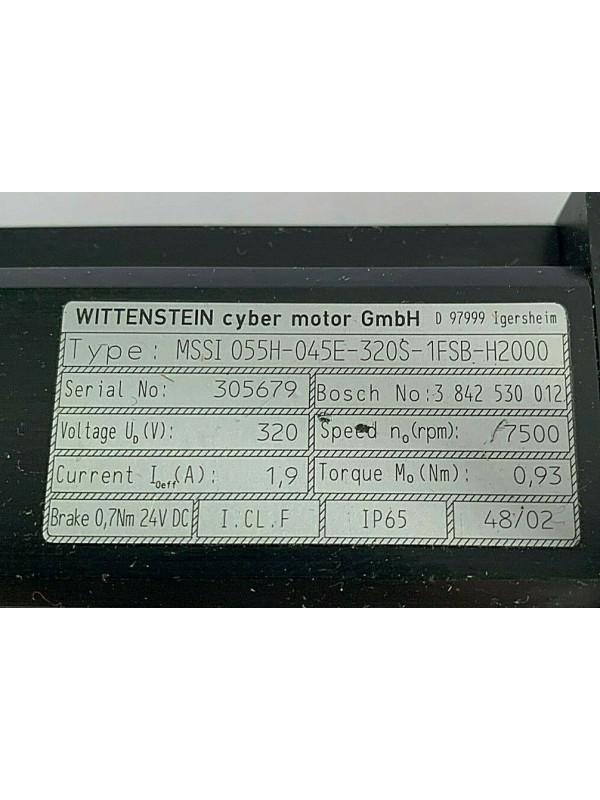 WITTENSTEIN cyber motor GmbH D 97999 Igersheim
Type: MSSI 055H-045E-320S-1FSB-H2000
Serial No: 305679 Bosch No: 3 842 530 012
Voltage U₀(V): 320 Speed n₀(rpm): 7500
Current I₀eff(A): 1,9 Torque M₀(Nm): 0,93
Brake 0,7Nm 24V DC I.CL.F IP65 48/02